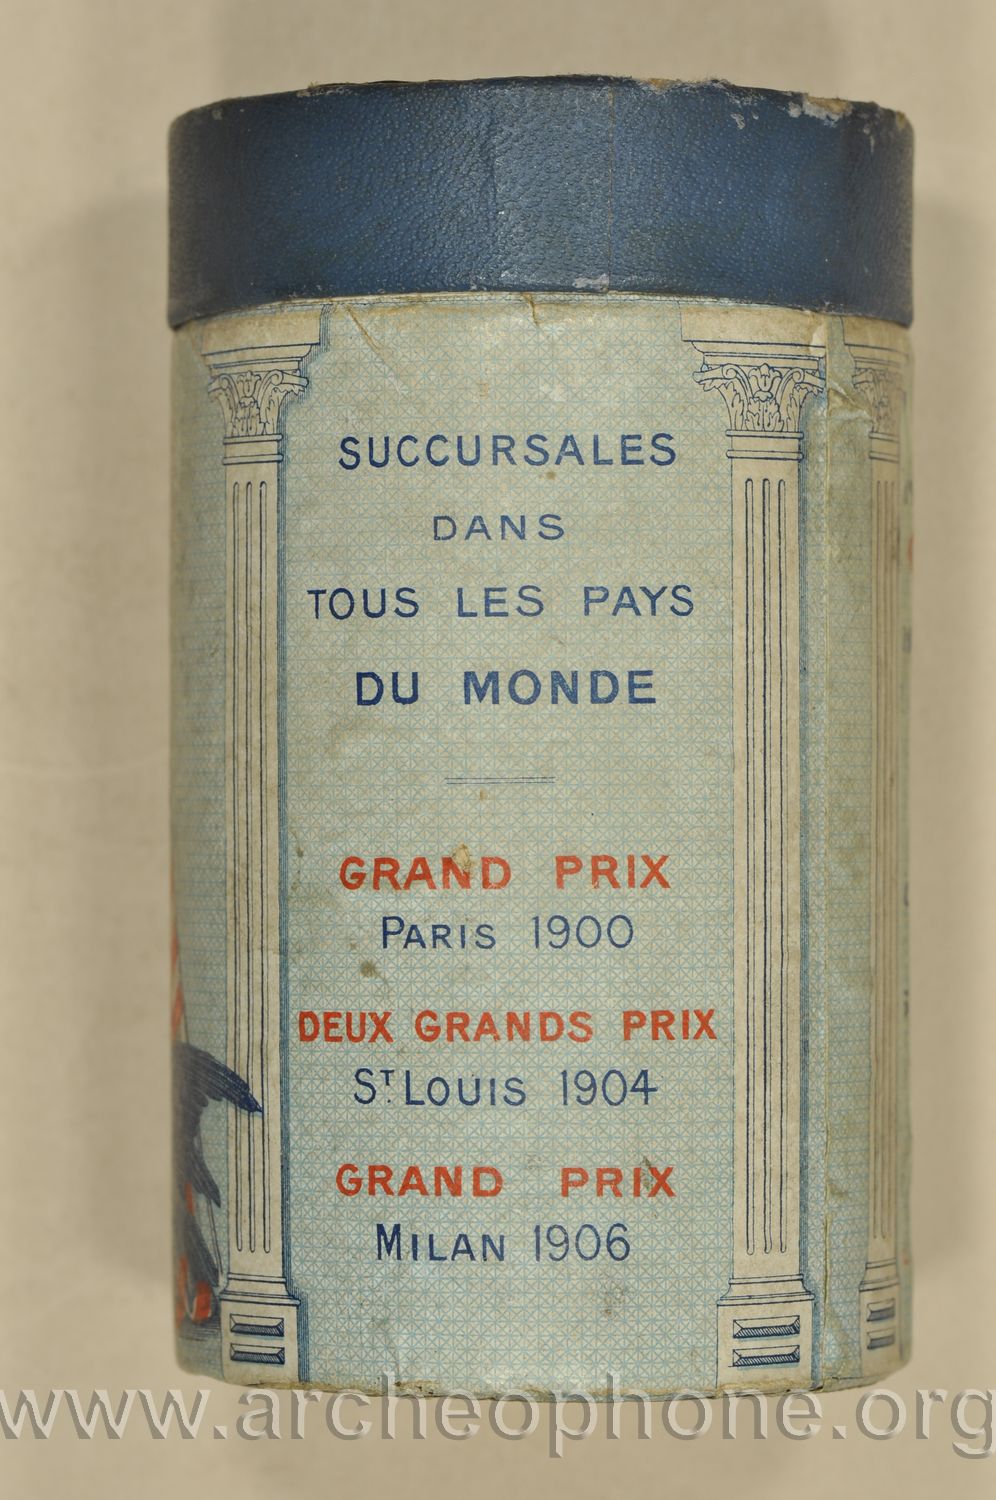 SUCCURSALES
DANS
TOUS LES PAYS
DU MONDE
GRAND PRIX
PARIS 1900
DEUX GRANDS PRIX
ST. LOUIS 1904
GRAND PRIX
MILAN 1906
www.archeophone.org